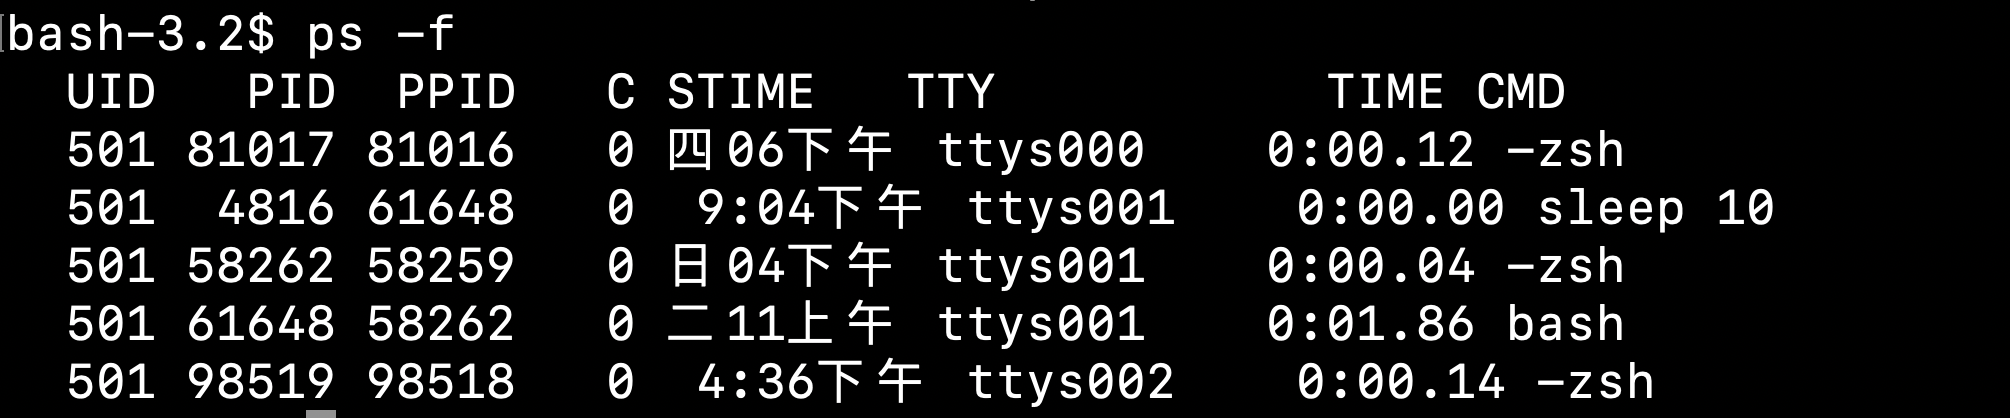 bash-3.2$ ps -f
  UID   PID  PPID   C STIME   TTY           TIME CMD
  501 81017 81016   0 四06下午 ttys000    0:00.12 -zsh
  501  4816 61648   0  9:04下午 ttys001    0:00.00 sleep 10
  501 58262 58259   0 日04下午 ttys001    0:00.04 -zsh
  501 61648 58262   0 二11上午 ttys001    0:01.86 bash
  501 98519 98518   0  4:36下午 ttys002    0:00.14 -zsh